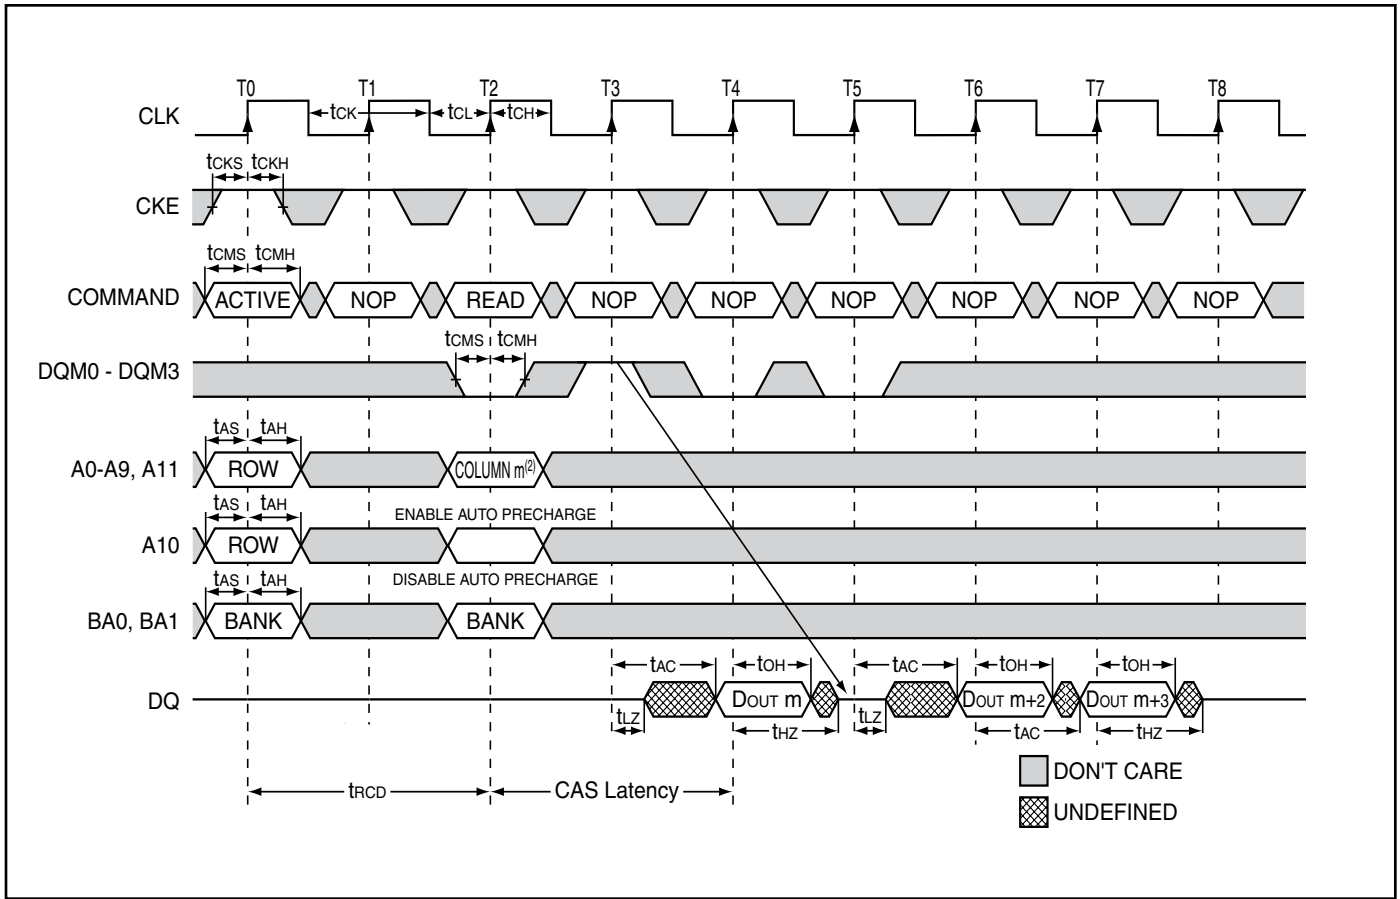 T0 T1 T2 T3 T4 T5 T6 T7 T8
CLK tCK tCL tCH
tCKS tCKH
CKE
tCMS tCMH
COMMAND ACTIVE NOP READ NOP NOP NOP NOP NOP NOP
tCMS tCMH
DQM0 - DQM3
tAS tAH
A0-A9, A11 ROW COLUMN m(2)
tAS tAH ENABLE AUTO PRECHARGE
A10 ROW
tAS tAH DISABLE AUTO PRECHARGE
BA0, BA1 BANK BANK
tAC tOH tAC tOH tOH
DQ DOUT m DOUT m+2 DOUT m+3
tLZ tHZ tLZ tAC tHZ
DON'T CARE
tRCD CAS Latency
UNDEFINED